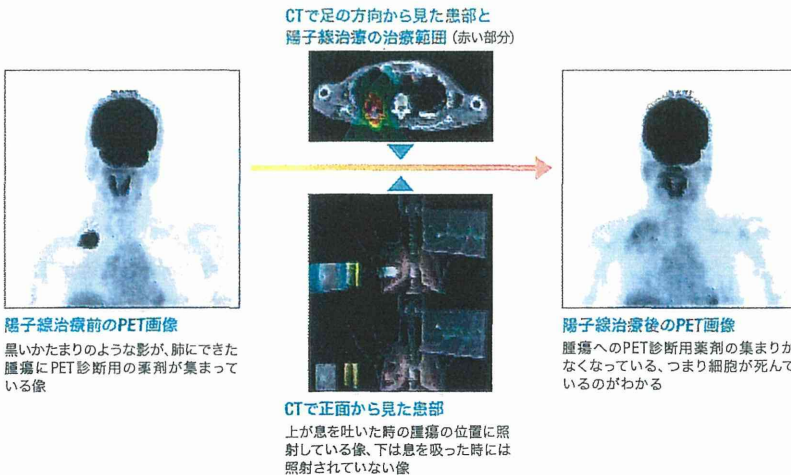 CTで足の方向から見た患部と
陽子線治療の治療範囲（赤い部分）
陽子線治療前のPET画像
黒いかたまりのような影が、肺にできた
腫瘍にPET診断用の薬剤が集まって
いる像
CTで正面から見た患部
上が息を吐いた時の腫瘍の位置に照
射している像、下は息を吸った時には
照射されていない像
陽子線治療後のPET画像
腫瘍へのPET診断用薬剤の集まりが
なくなっている、つまり細胞が死んで
いるのがわかる